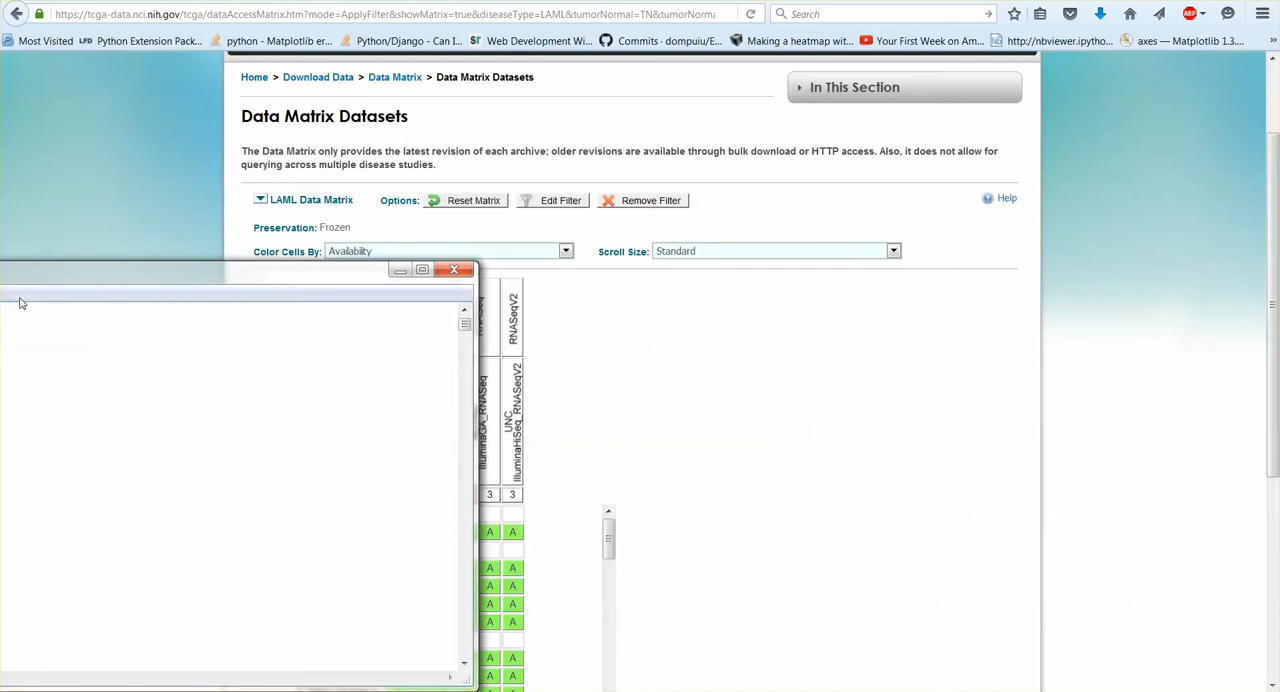 https://tcga-data.nci.nih.gov/tcga/dataAccessMatrix.htm?mode=ApplyFilter&showMatrix=true&diseaseType=LAML&tumorNormal=TN&tumorNorma
Search
ABP
Most Visited
LFD Python Extension Pack...
python - Matplotlib er...
Python/Django - Can I...
ST Web Development Wi...
Commits · dompuiu/E...
Making a heatmap wit...
Your First Week on Am...
http://nbviewer.ipytho...
axes — Matplotlib 1.3....
Home > Download Data > Data Matrix > Data Matrix Datasets
In This Section
Data Matrix Datasets
The Data Matrix only provides the latest revision of each archive; older revisions are available through bulk download or HTTP access. Also, it does not allow for
querying across multiple disease studies.
LAML Data Matrix Options: Reset Matrix Edit Filter Remove Filter Help
Preservation: Frozen
Color Cells By: Availability Scroll Size: Standard
RNASeq RNASeqV2
IlluminaGA_RNASeq UNC IlluminaHiSeq_RNASeqV2
3 3
A A
A A
A A
A A
A A
A A
A A